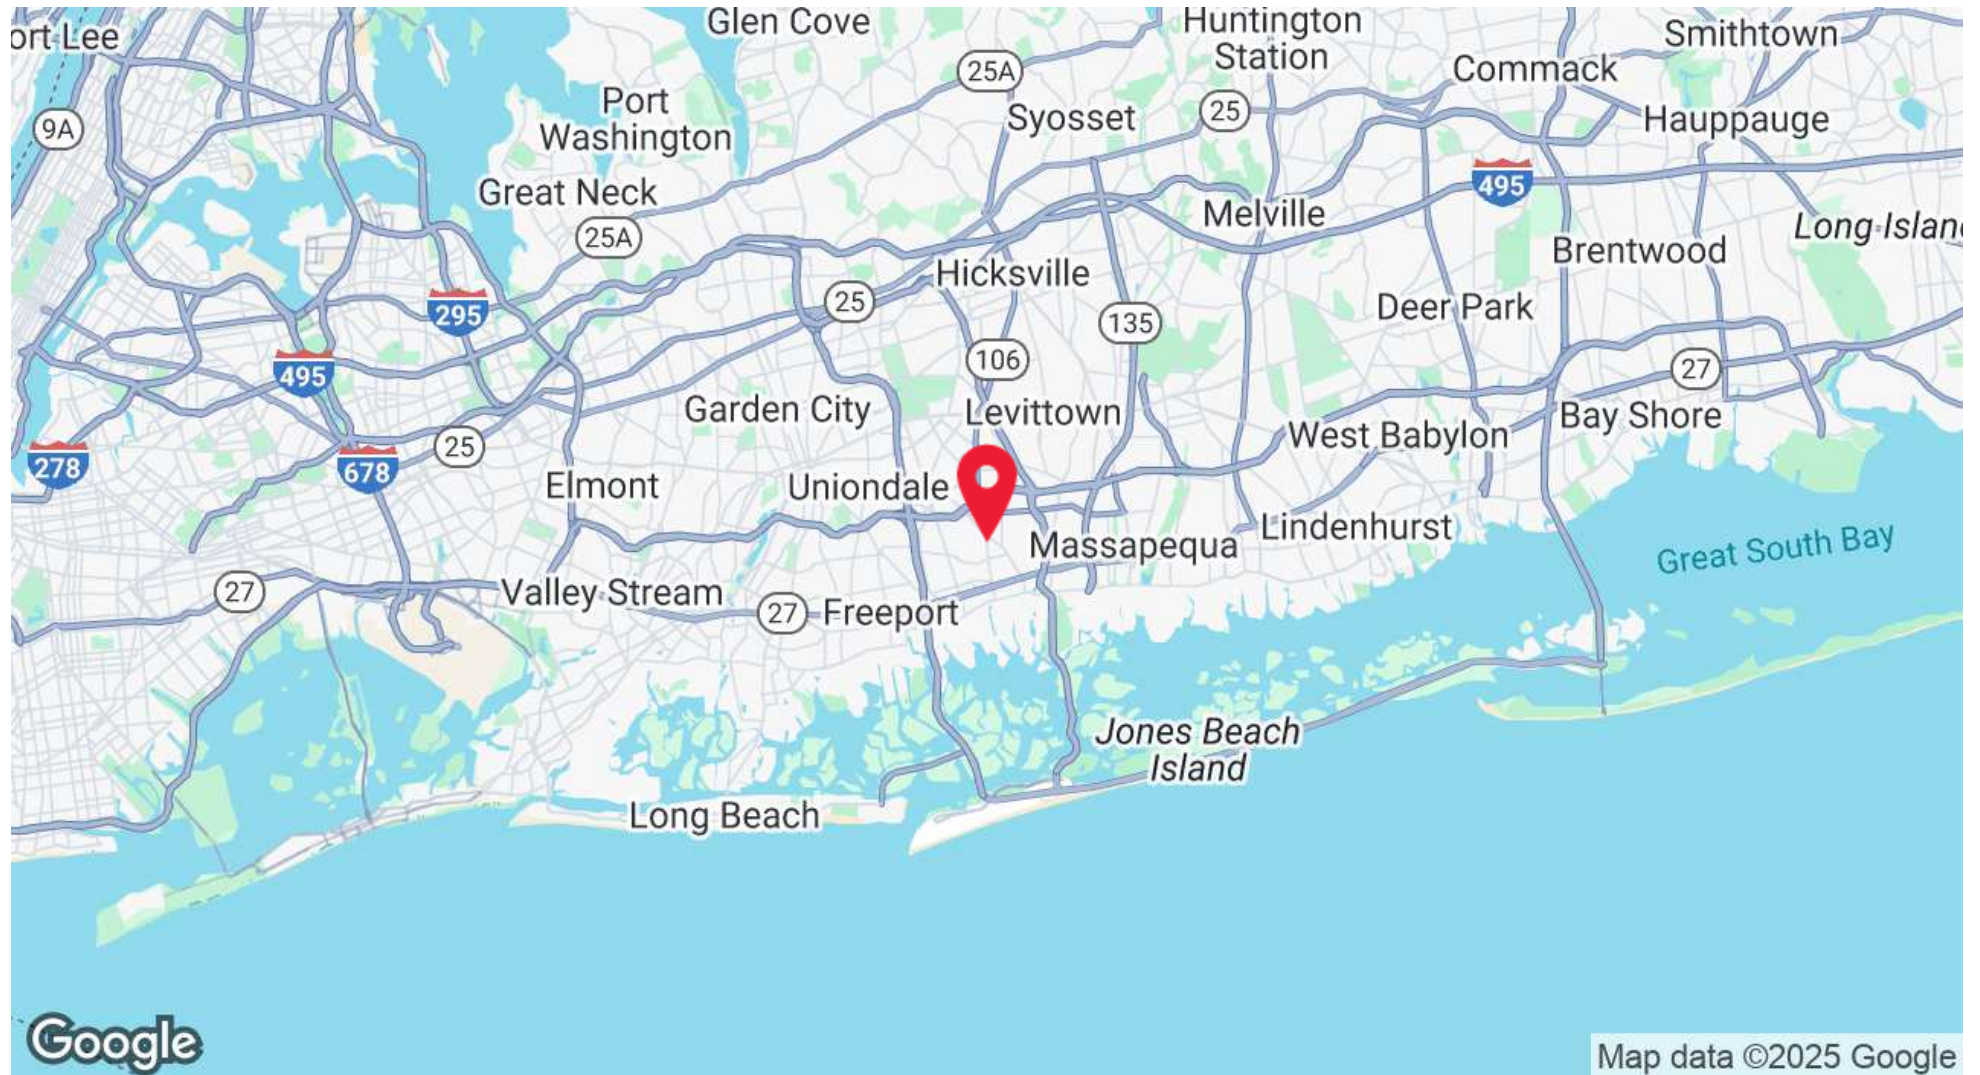 Glen Cove
Huntington
Station
Smithtown
ort Lee
25A
Commack
Port
Washington
9A
Syosset
25
Hauppauge
Great Neck
495
Melville
Long Island
25A
Brentwood
Hicksville
295
25
135
Deer Park
106
495
27
Garden City
Levittown
Bay Shore
25
West Babylon
278
678
Elmont
Uniondale
Lindenhurst
Massapequa
Great South Bay
27
Valley Stream
27
Freeport
Jones Beach
Island
Long Beach
Google
Map data ©2025 Google